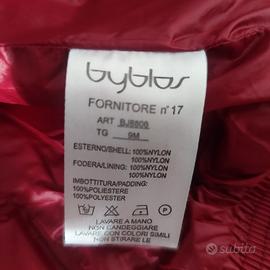 byblos
FORNITORE n° 17
ART BJ8806
TG 9M
ESTERNO/SHELL: 100%NYLON
100%NYLON
FODERA/LINING: 100%NYLON
100%NYLON
IMBOTTITURA/PADDING:
100%POLIESTERE
100%POLYESTER
LAVARE A MANO
NON CANDEGGIARE
LAVARE CON COLORI SIMILI
NON STIRARE LE
subito